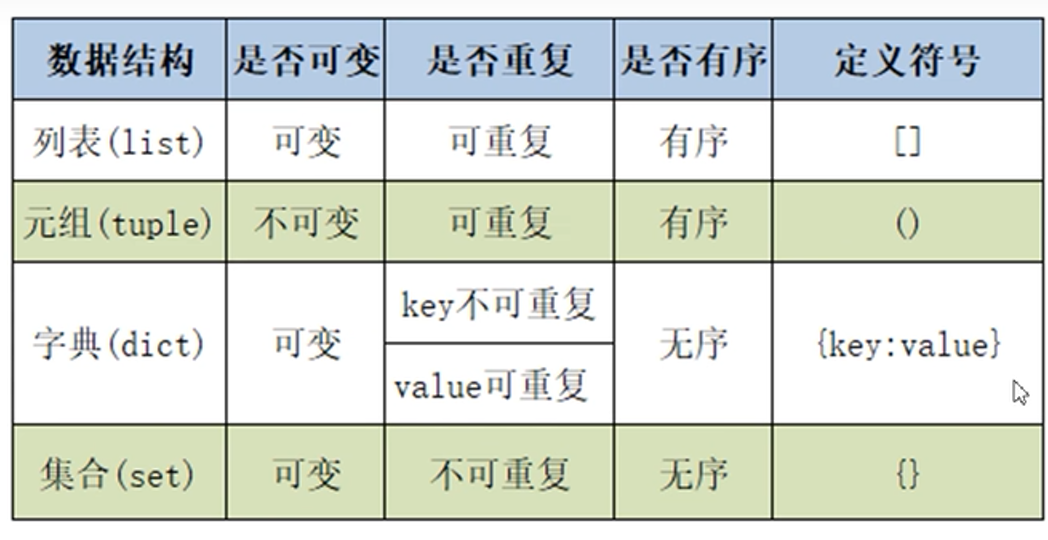 数据结构 是否可变 是否重复 是否有序 定义符号
列表(list) 可变 可重复 有序 []
元组(tuple) 不可变 可重复 有序 ()
字典(dict) 可变 key不可重复 无序 {key:value}
value可重复
集合(set) 可变 不可重复 无序 {}